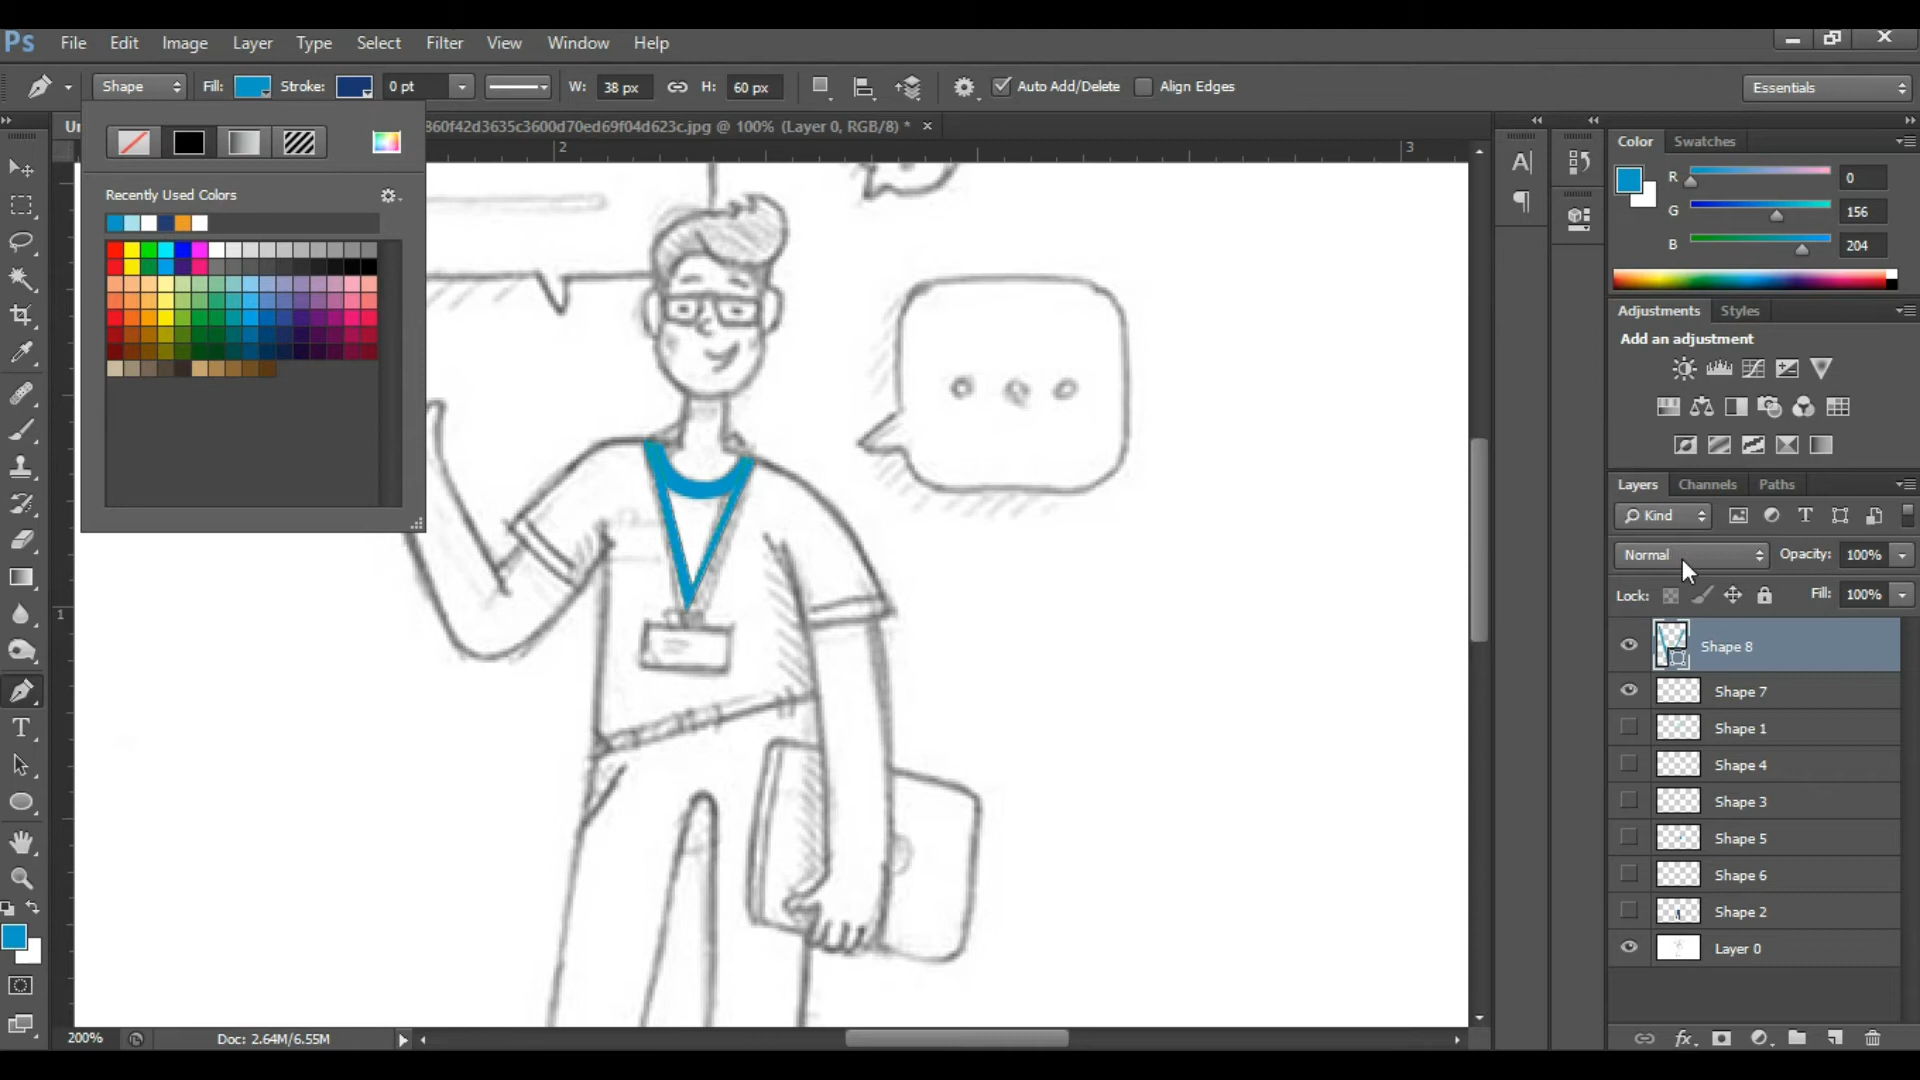 Ps File Edit Image Layer Type Select Filter View Window Help
Shape Fill: Stroke: 0 pt W: 38 px H: 60 px Auto Add/Delete Align Edges Essentials
860f42d3635c3600d70ed69f04d623c.jpg @ 100% (Layer 0, RGB/8) *
2 3
1
Recently Used Colors
Color Swatches
R 0
G 156
B 204
Adjustments Styles
Add an adjustment
Layers Channels Paths
Kind T
Normal Opacity: 100%
Lock: Fill: 100%
Shape 8
Shape 7
Shape 1
Shape 4
Shape 3
Shape 5
Shape 6
Shape 2
Layer 0
200% Doc: 2.64M/6.55M